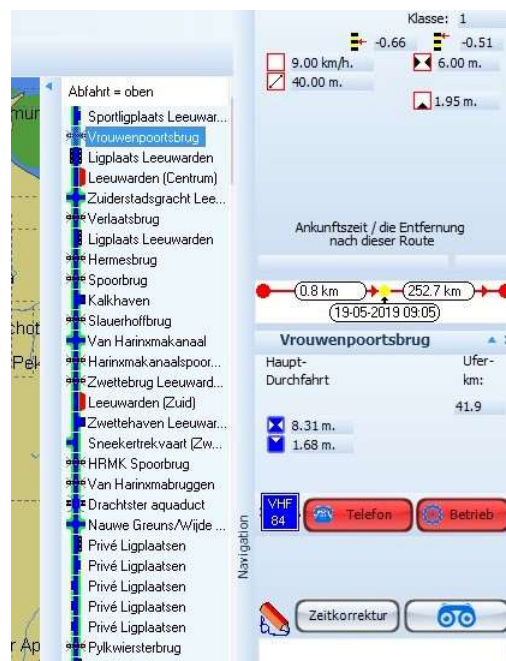 mur
chot
Pek
r Ap
Abfahrt = oben
Sportligplaats Leeuwar...
Vrouwenpoortsbrug
Ligplaats Leeuwarden
Leeuwarden (Centrum)
Zuiderstadsgracht Lee...
Verlaatsbrug
Ligplaats Leeuwarden
Hermesbrug
Spoorbrug
Kalkhaven
Slauerhoffbrug
Van Harinxmakanaal
Harinxmakanaalspoor...
Zwettebrug Leeuward...
Leeuwarden (Zuid)
Zwettehaven Leeuwar...
Sneekertrekvaart (Zw...
HRMK Spoorbrug
Van Harinxmabruggen
Drachtster aquaduct
Nauwe Greuns/Wijde ...
Privé Ligplaatsen
Privé Ligplaatsen
Privé Ligplaatsen
Privé Ligplaatsen
Privé Ligplaatsen
Pylkwiersterbrug
Navigation
Klasse: 1
-0.66 -0.51
9.00 km/h. 6.00 m.
40.00 m.
1.95 m.
Ankunftszeit / die Entfernung
nach dieser Route
0.8 km 252.7 km
19-05-2019 09:05
Vrouwenpoortsbrug
Haupt- Ufer-
Durchfahrt km:
41.9
8.31 m.
1.68 m.
VHF
84
Telefon Betrieb
Zeitkorrektur